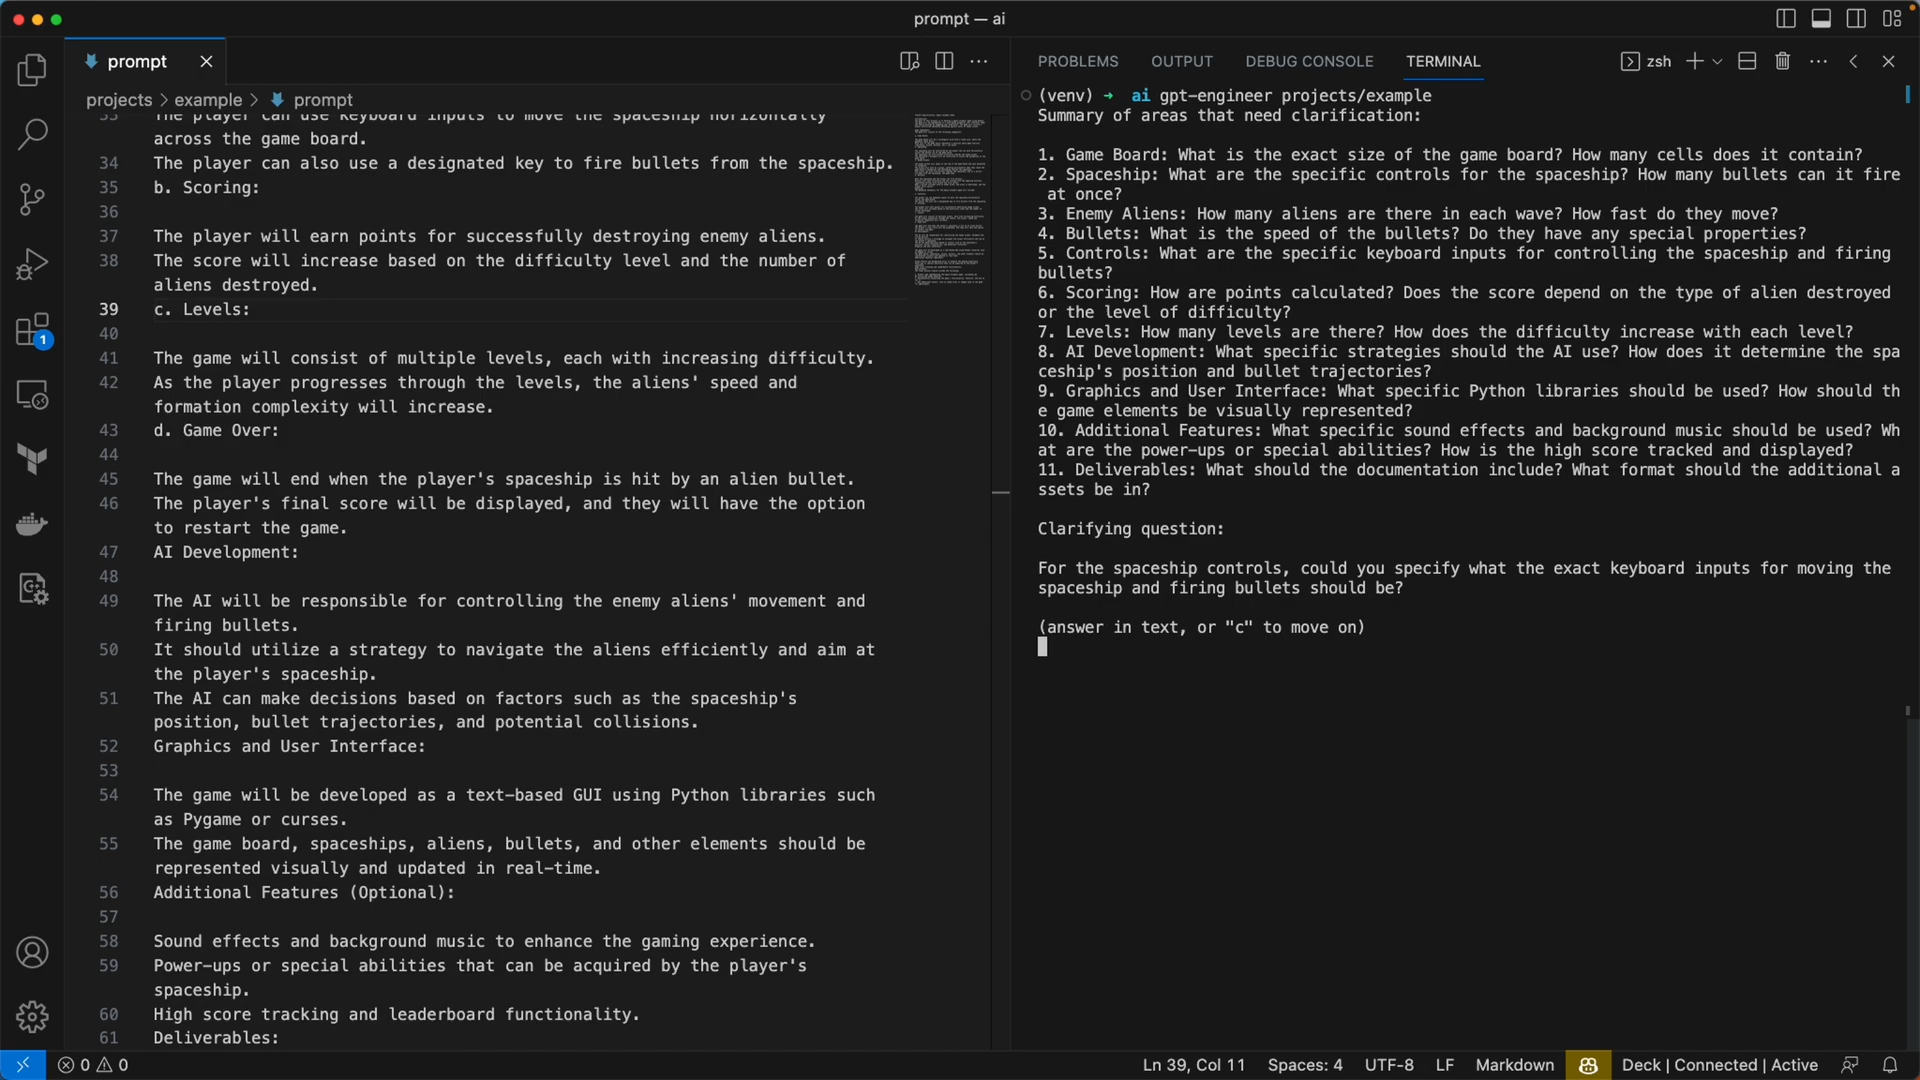 prompt — ai
prompt
projects > example > prompt
33 The player can use keyboard inputs to move the spaceship horizontally
across the game board.
34 The player can also use a designated key to fire bullets from the spaceship.
35 b. Scoring:
36
37 The player will earn points for successfully destroying enemy aliens.
38 The score will increase based on the difficulty level and the number of
aliens destroyed.
39 c. Levels:
40
41 The game will consist of multiple levels, each with increasing difficulty.
42 As the player progresses through the levels, the aliens' speed and
formation complexity will increase.
43 d. Game Over:
44
45 The game will end when the player's spaceship is hit by an alien bullet.
46 The player's final score will be displayed, and they will have the option
to restart the game.
47 AI Development:
48
49 The AI will be responsible for controlling the enemy aliens' movement and
firing bullets.
50 It should utilize a strategy to navigate the aliens efficiently and aim at
the player's spaceship.
51 The AI can make decisions based on factors such as the spaceship's
position, bullet trajectories, and potential collisions.
52 Graphics and User Interface:
53
54 The game will be developed as a text-based GUI using Python libraries such
as Pygame or curses.
55 The game board, spaceships, aliens, bullets, and other elements should be
represented visually and updated in real-time.
56 Additional Features (Optional):
57
58 Sound effects and background music to enhance the gaming experience.
59 Power-ups or special abilities that can be acquired by the player's
spaceship.
60 High score tracking and leaderboard functionality.
61 Deliverables:
1
PROBLEMS OUTPUT DEBUG CONSOLE TERMINAL zsh
(venv) ➜ ai gpt-engineer projects/example
Summary of areas that need clarification:
1. Game Board: What is the exact size of the game board? How many cells does it contain?
2. Spaceship: What are the specific controls for the spaceship? How many bullets can it fire
at once?
3. Enemy Aliens: How many aliens are there in each wave? How fast do they move?
4. Bullets: What is the speed of the bullets? Do they have any special properties?
5. Controls: What are the specific keyboard inputs for controlling the spaceship and firing
bullets?
6. Scoring: How are points calculated? Does the score depend on the type of alien destroyed
or the level of difficulty?
7. Levels: How many levels are there? How does the difficulty increase with each level?
8. AI Development: What specific strategies should the AI use? How does it determine the spa
ceship's position and bullet trajectories?
9. Graphics and User Interface: What specific Python libraries should be used? How should th
e game elements be visually represented?
10. Additional Features: What specific sound effects and background music should be used? Wh
at are the power-ups or special abilities? How is the high score tracked and displayed?
11. Deliverables: What should the documentation include? What format should the additional a
ssets be in?
Clarifying question:
For the spaceship controls, could you specify what the exact keyboard inputs for moving the
spaceship and firing bullets should be?
(answer in text, or "c" to move on)
0 0 Ln 39, Col 11 Spaces: 4 UTF-8 LF Markdown Deck | Connected | Active